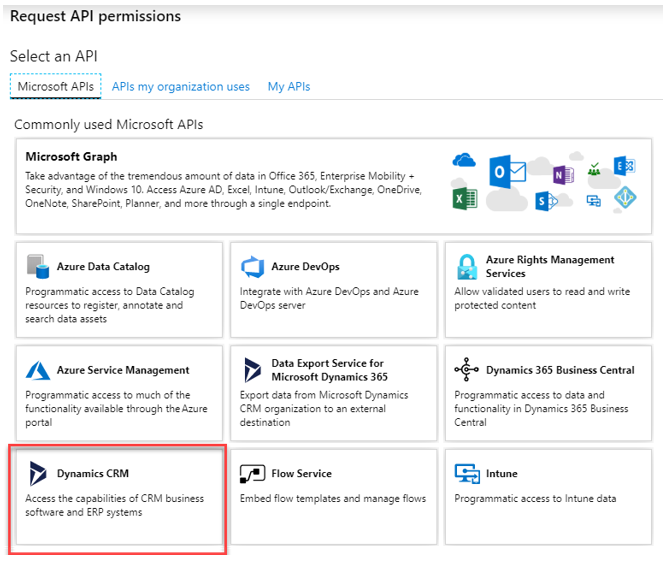 Request API permissions
Select an API
Microsoft APIs APIs my organization uses My APIs
Commonly used Microsoft APIs
Microsoft Graph
Take advantage of the tremendous amount of data in Office 365, Enterprise Mobility +
Security, and Windows 10. Access Azure AD, Excel, Intune, Outlook/Exchange, OneDrive,
OneNote, SharePoint, Planner, and more through a single endpoint.
Azure Data Catalog
Programmatic access to Data Catalog
resources to register, annotate and
search data assets
Azure DevOps
Integrate with Azure DevOps and Azure
DevOps server
Azure Rights Management
Services
Allow validated users to read and write
protected content
Azure Service Management
Programmatic access to much of the
functionality available through the Azure
portal
Data Export Service for
Microsoft Dynamics 365
Export data from Microsoft Dynamics
CRM organization to an external
destination
Dynamics 365 Business Central
Programmatic access to data and
functionality in Dynamics 365 Business
Central
Dynamics CRM
Access the capabilities of CRM business
software and ERP systems
Flow Service
Embed flow templates and manage flows
Intune
Programmatic access to Intune data